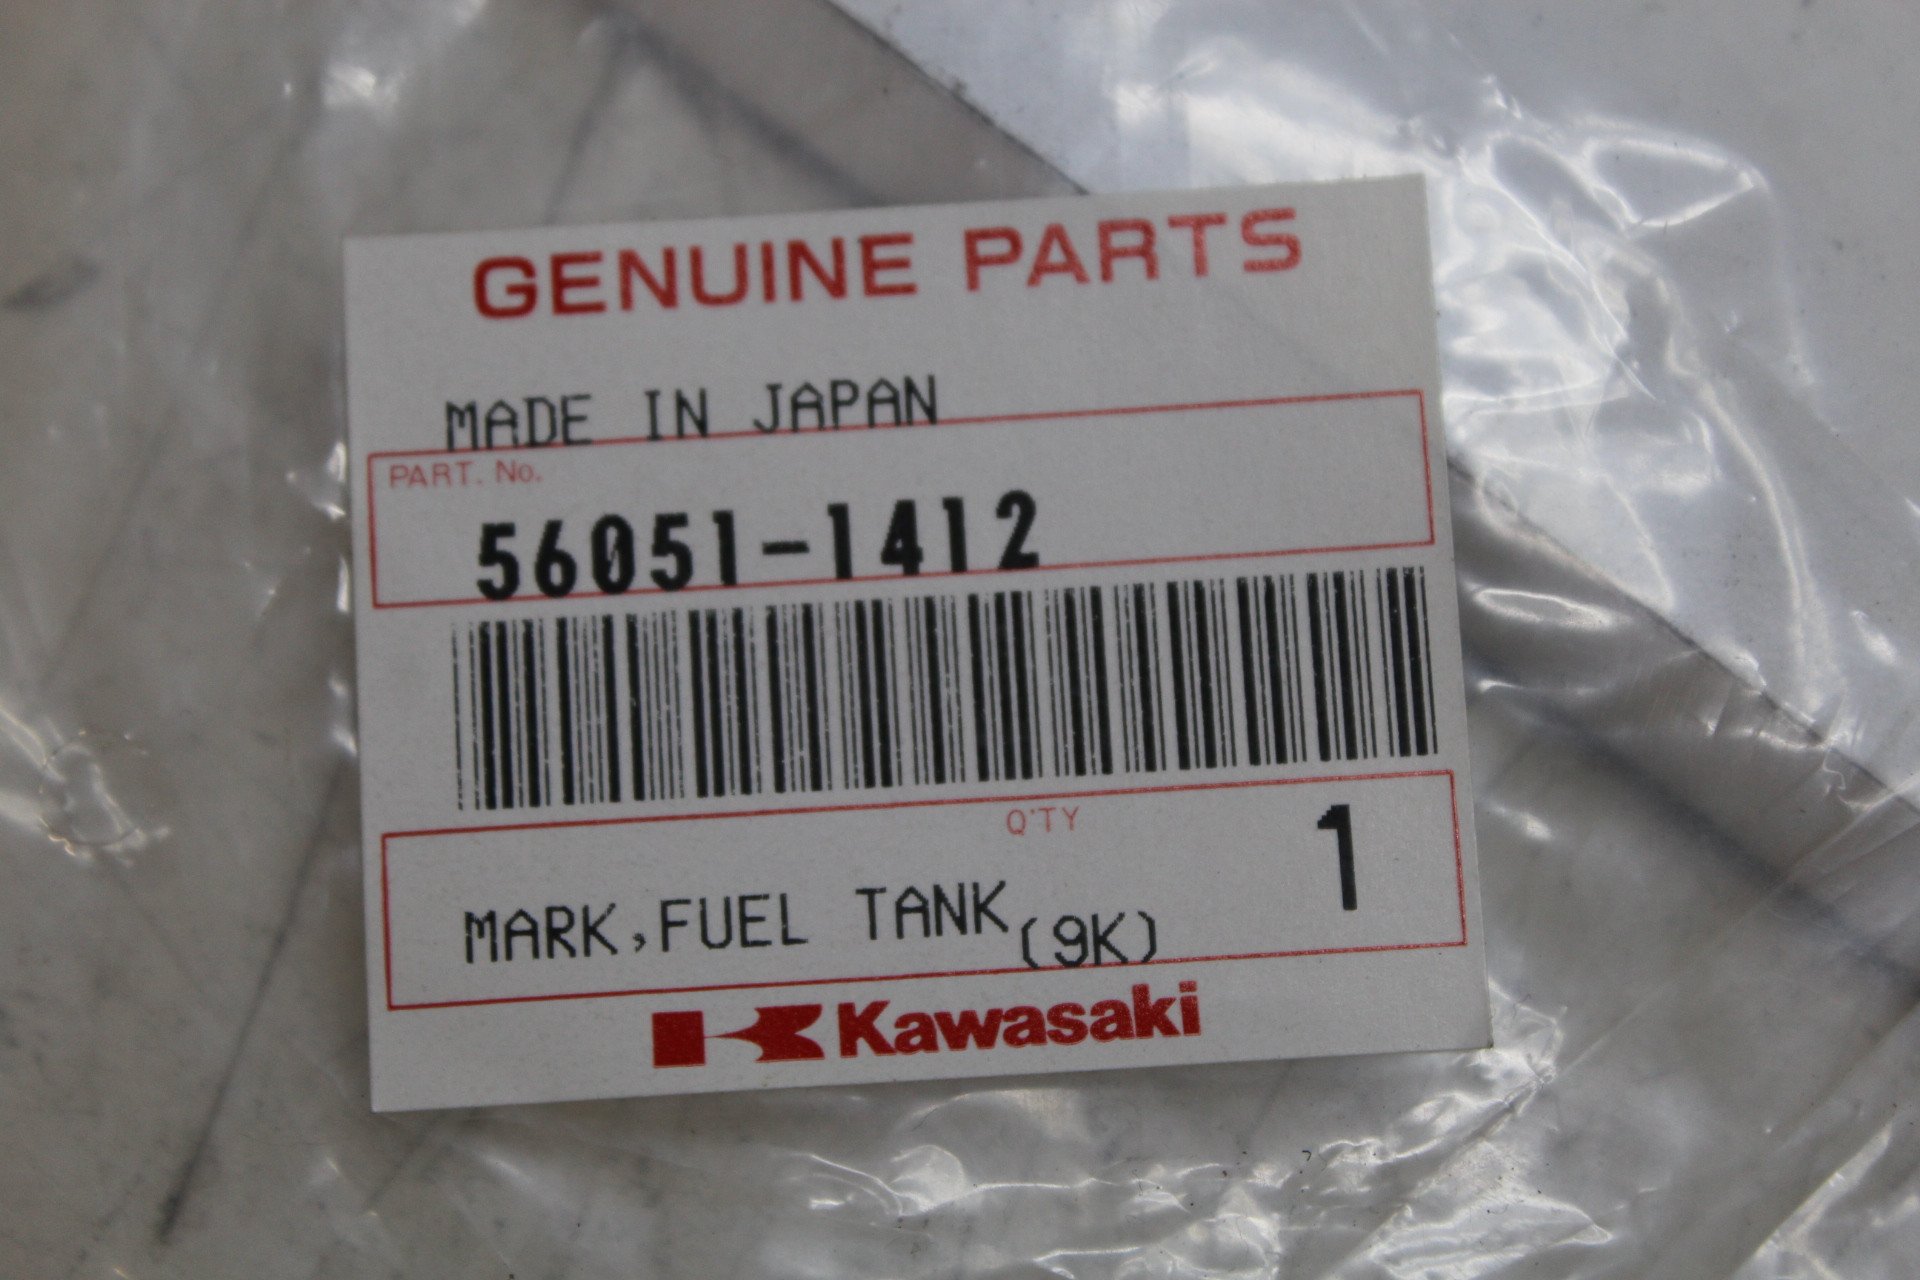 GENUINE PARTS
MADE IN JAPAN
PART. No.
56051-1412
Q'TY
1
MARK,FUEL TANK(9K)
Kawasaki